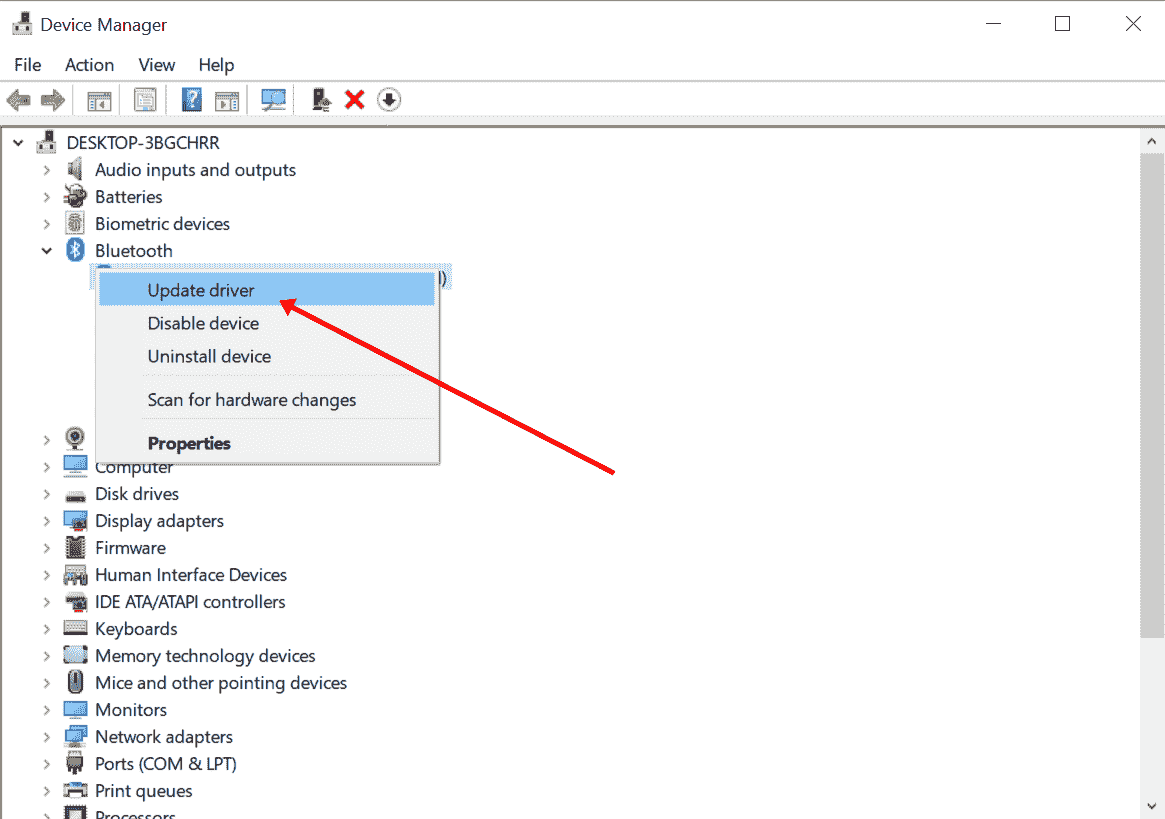 Device Manager
File Action View Help
DESKTOP-3BGCHRR
Audio inputs and outputs
Batteries
Biometric devices
Bluetooth
)
Update driver
Disable device
Uninstall device
Scan for hardware changes
Properties
Computer
Disk drives
Display adapters
Firmware
Human Interface Devices
IDE ATA/ATAPI controllers
Keyboards
Memory technology devices
Mice and other pointing devices
Monitors
Network adapters
Ports (COM & LPT)
Print queues
Processors